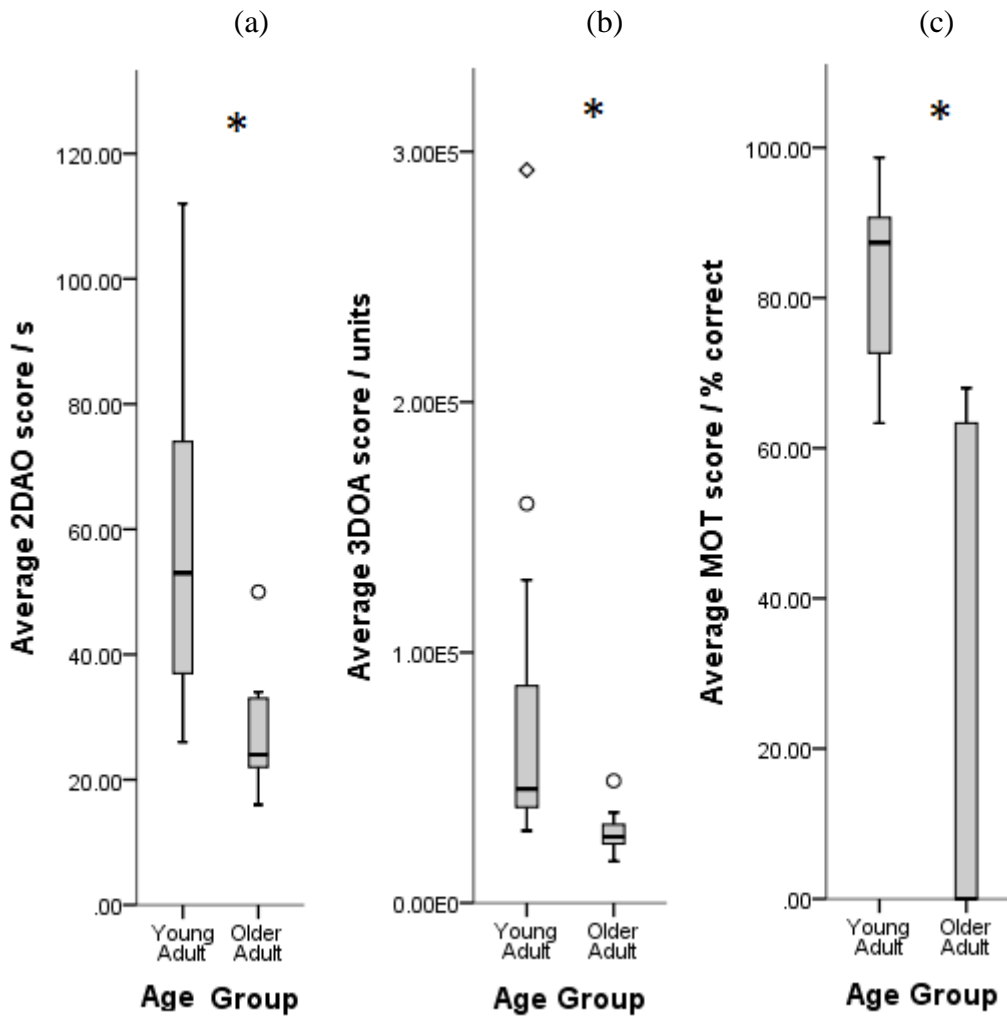 (a)
(b)
(c)
*
*
*
Average 2DAO score / s
120.00
100.00
80.00
60.00
40.00
20.00
.00
Young Adult
Older Adult
Age Group
Average 3DOA score / units
3.00E5
2.00E5
1.00E5
0.00E0
Young Adult
Older Adult
Age Group
Average MOT score / % correct
100.00
80.00
60.00
40.00
20.00
.00
Young Adult
Older Adult
Age Group